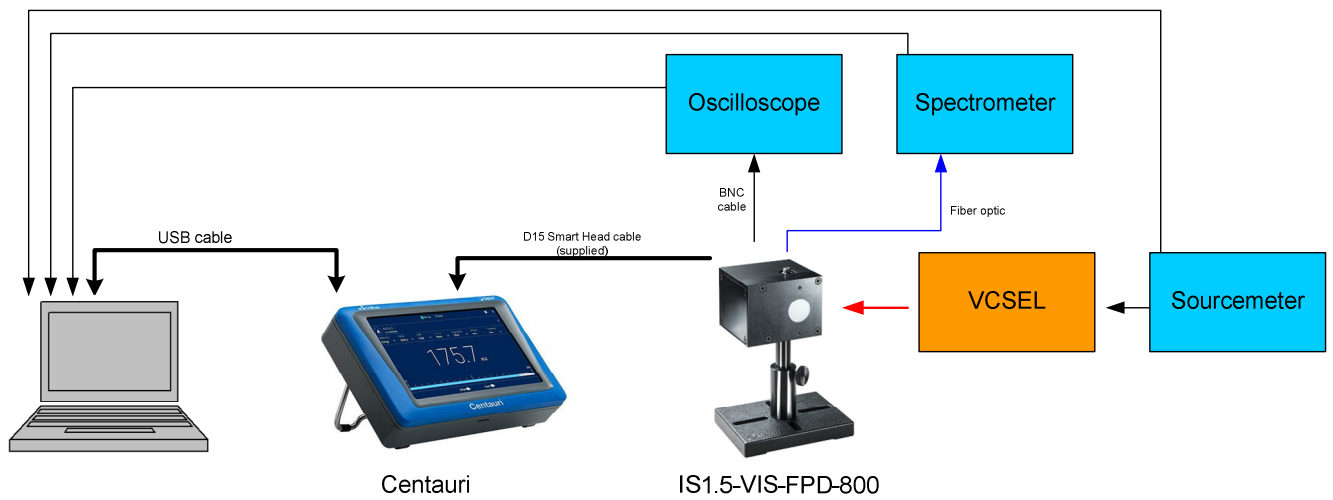 Oscilloscope
Spectrometer
BNC
cable
Fiber optic
USB cable
D15 Smart Head cable
(supplied)
VCSEL
Sourcemeter
175.7 mJ
Centauri
Centauri
IS1.5-VIS-FPD-800